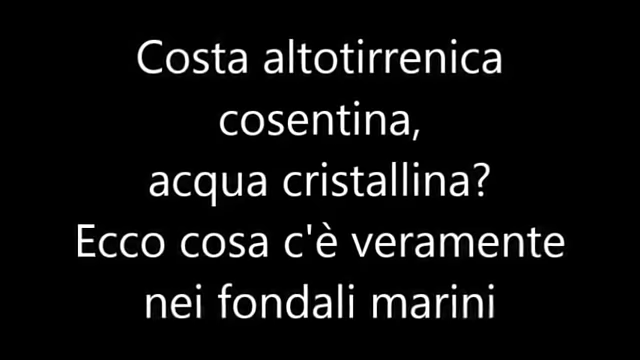 Costa altotirrenica
cosentina,
acqua cristallina?
Ecco cosa c'è veramente
nei fondali marini